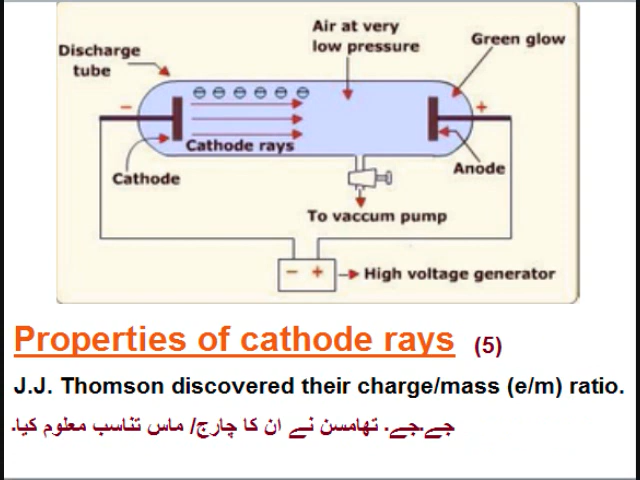 Discharge
tube
Air at very
low pressure
Green glow
−
+
Cathode rays
Cathode
Anode
To vaccum pump
− +
High voltage generator
Properties of cathode rays (5)
J.J. Thomson discovered their charge/mass (e/m) ratio.
جے.جے. تھامسن نے ان کا چارج/ ماس تناسب معلوم کیا.